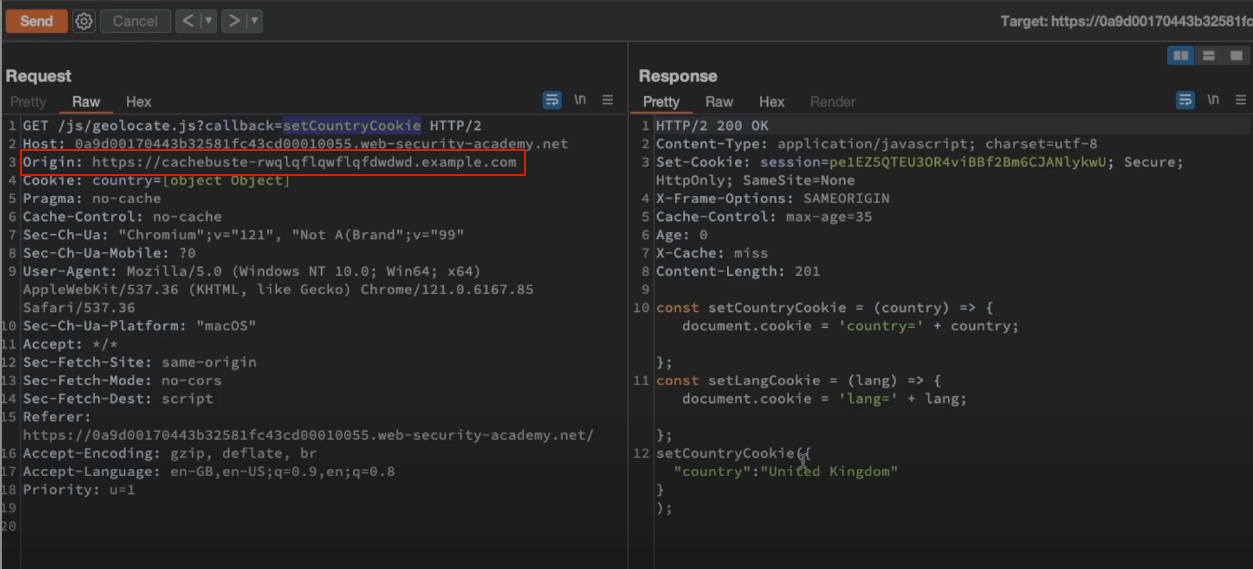 Send Cancel < > Target: https://0a9d00170443b32581fc
Request
Pretty Raw Hex \n
1 GET /js/geolocate.js?callback=setCountryCookie HTTP/2
2 Host: 0a9d00170443b32581fc43cd00010055.web-security-academy.net
3 Origin: https://cachebuste-rwqlqflqwflqfdwdwd.example.com
4 Cookie: country=[object Object]
5 Pragma: no-cache
6 Cache-Control: no-cache
7 Sec-Ch-Ua: "Chromium";v="121", "Not A(Brand";v="99"
8 Sec-Ch-Ua-Mobile: ?0
9 User-Agent: Mozilla/5.0 (Windows NT 10.0; Win64; x64)
AppleWebKit/537.36 (KHTML, like Gecko) Chrome/121.0.6167.85
Safari/537.36
10 Sec-Ch-Ua-Platform: "macOS"
11 Accept: */*
12 Sec-Fetch-Site: same-origin
13 Sec-Fetch-Mode: no-cors
14 Sec-Fetch-Dest: script
15 Referer:
https://0a9d00170443b32581fc43cd00010055.web-security-academy.net/
16 Accept-Encoding: gzip, deflate, br
17 Accept-Language: en-GB,en-US;q=0.9,en;q=0.8
18 Priority: u=1
19
20
Response
Pretty Raw Hex Render \n
1 HTTP/2 200 OK
2 Content-Type: application/javascript; charset=utf-8
3 Set-Cookie: session=pe1EZ5QTEU3OR4viBBf2Bm6CJANlykwU; Secure;
HttpOnly; SameSite=None
4 X-Frame-Options: SAMEORIGIN
5 Cache-Control: max-age=35
6 Age: 0
7 X-Cache: miss
8 Content-Length: 201
9
10 const setCountryCookie = (country) => {
document.cookie = 'country=' + country;
};
11 const setLangCookie = (lang) => {
document.cookie = 'lang=' + lang;
};
12 setCountryCookie({
"country":"United Kingdom"
}
);